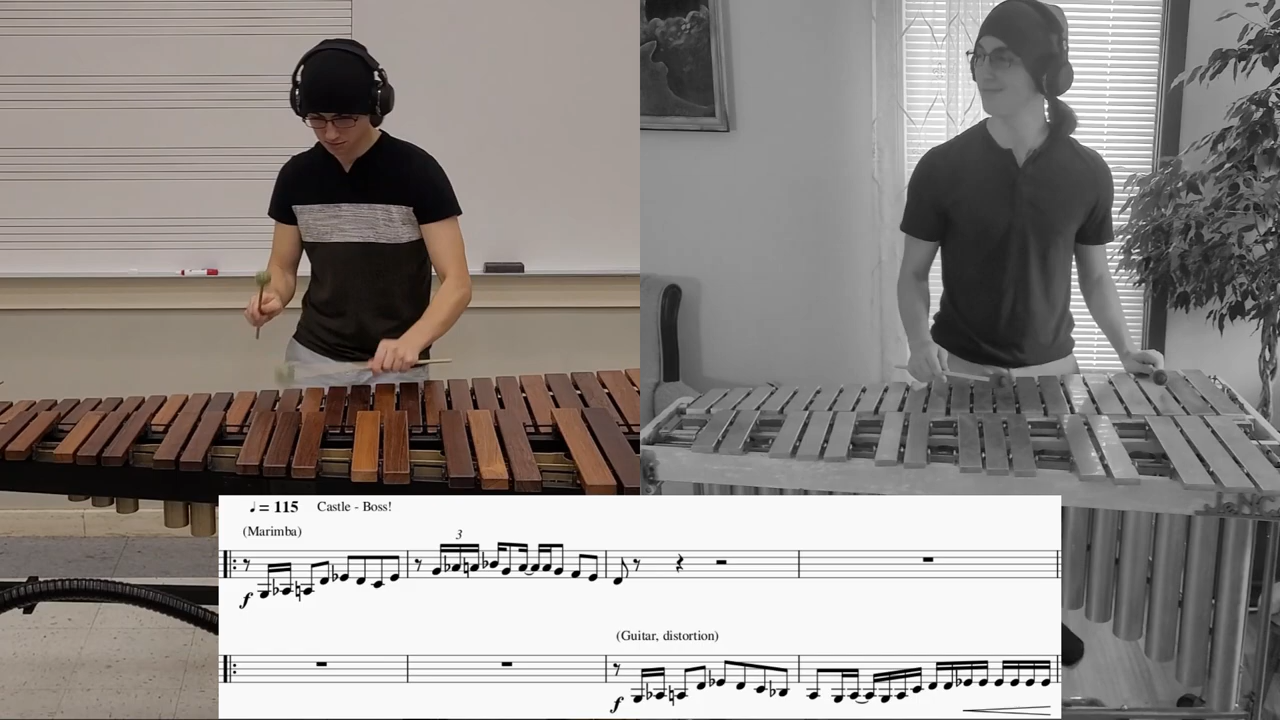 ♩ = 115 Castle - Boss!
(Marimba)
f
3
(Guitar, distortion)
f